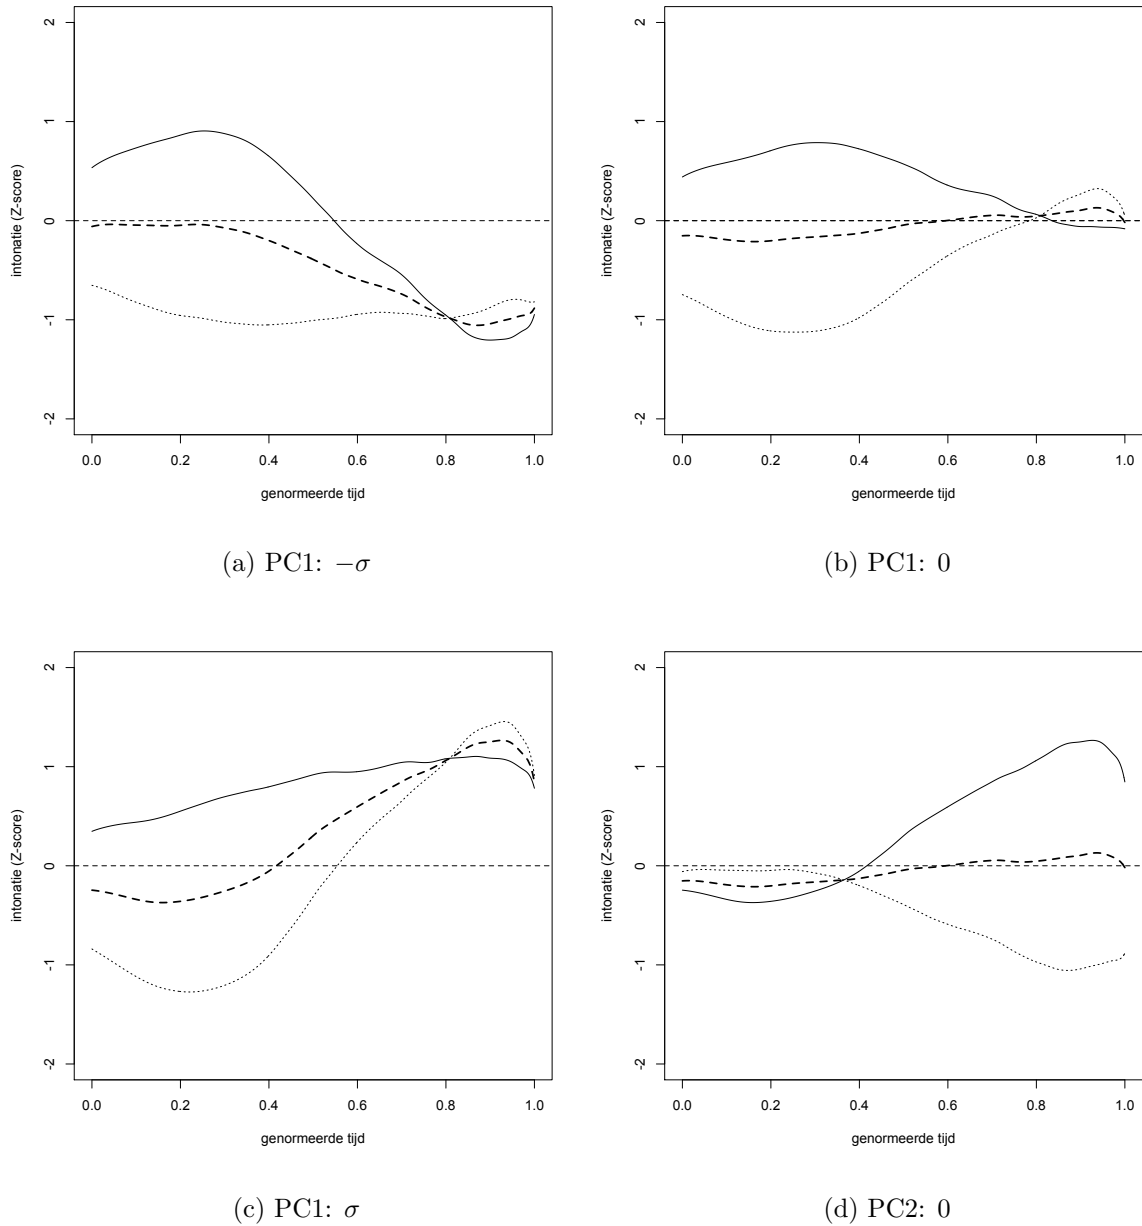 2
1
0
-1
-2
intonatie (Z-score)
0.0 0.2 0.4 0.6 0.8 1.0
genormeerde tijd
(a) PC1: −σ
2
1
0
-1
-2
intonatie (Z-score)
0.0 0.2 0.4 0.6 0.8 1.0
genormeerde tijd
(b) PC1: 0
2
1
0
-1
-2
intonatie (Z-score)
0.0 0.2 0.4 0.6 0.8 1.0
genormeerde tijd
(c) PC1: σ
2
1
0
-1
-2
intonatie (Z-score)
0.0 0.2 0.4 0.6 0.8 1.0
genormeerde tijd
(d) PC2: 0